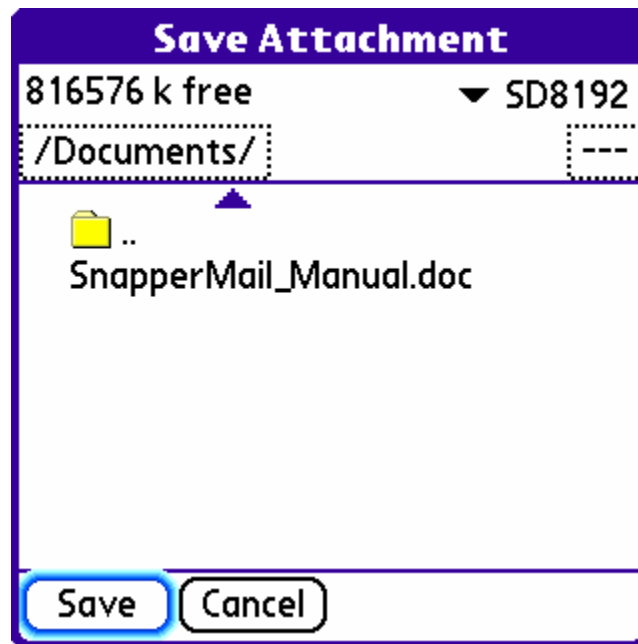 Save Attachment
816576 k free SD8192
/Documents/ ---
..
SnapperMail_Manual.doc
Save Cancel